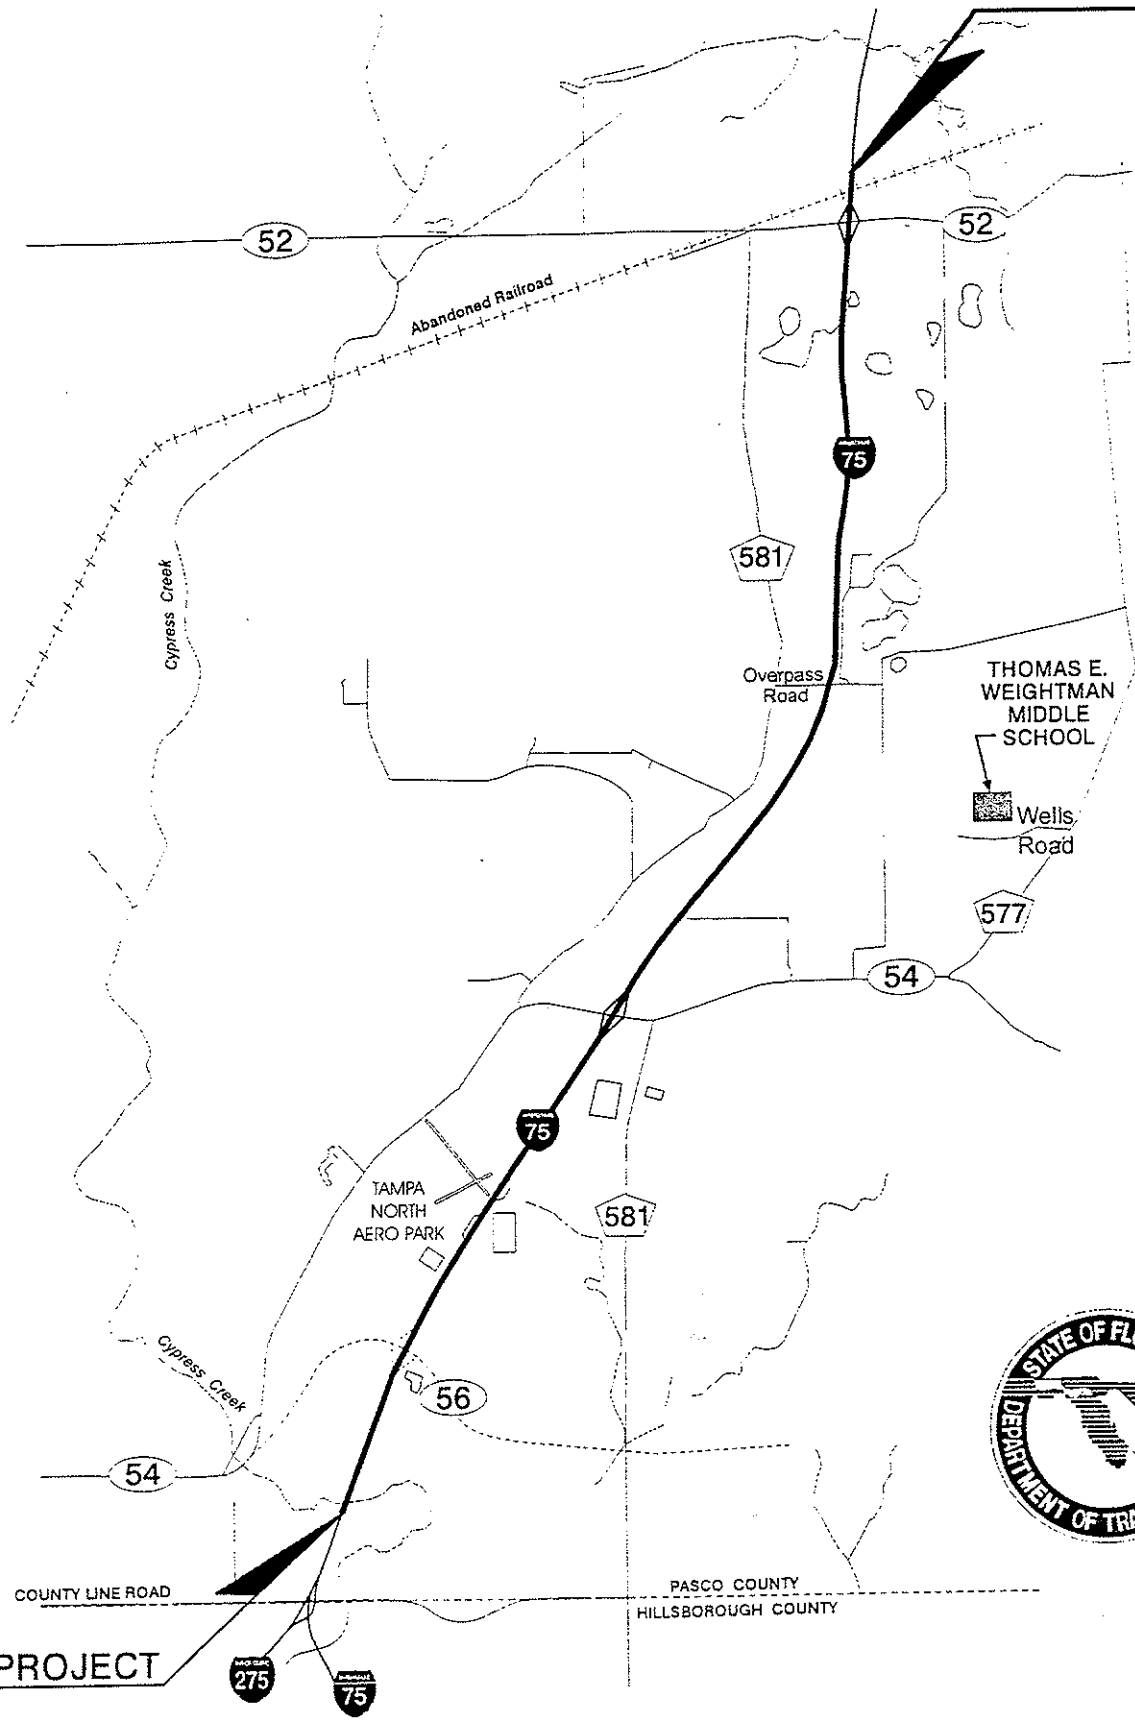 52
52
Abandoned Railroad
75
581
Cypress Creek
Overpass
Road
THOMAS E.
WEIGHTMAN
MIDDLE
SCHOOL
Wells
Road
577
54
75
TAMPA
NORTH
AERO PARK
581
Cypress Creek
56
STATE OF FL
DEPARTMENT OF TRA
54
COUNTY LINE ROAD
PASCO COUNTY
HILLSBOROUGH COUNTY
PROJECT
275
75